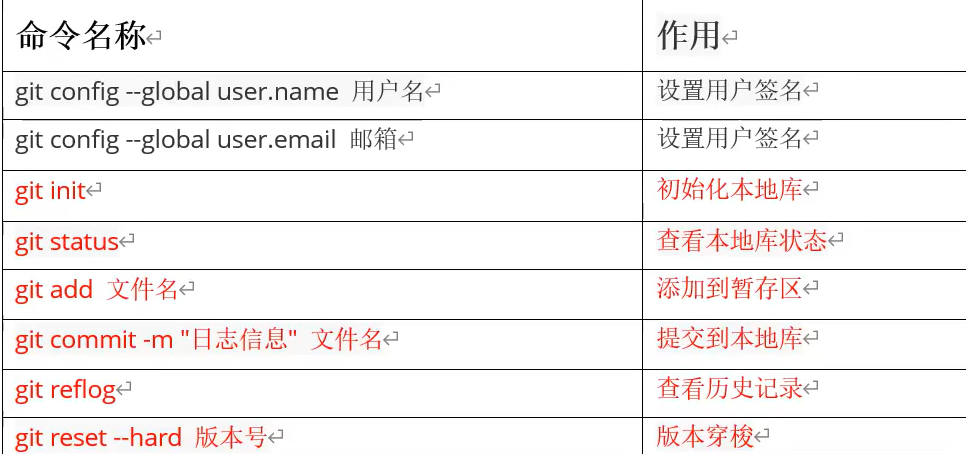 命令名称↵ 作用↵
git config --global user.name 用户名↵ 设置用户签名↵
git config --global user.email 邮箱↵ 设置用户签名↵
git init↵ 初始化本地库↵
git status↵ 查看本地库状态↵
git add 文件名↵ 添加到暂存区↵
git commit -m "日志信息" 文件名↵ 提交到本地库↵
git reflog↵ 查看历史记录↵
git reset --hard 版本号↵ 版本穿梭↵